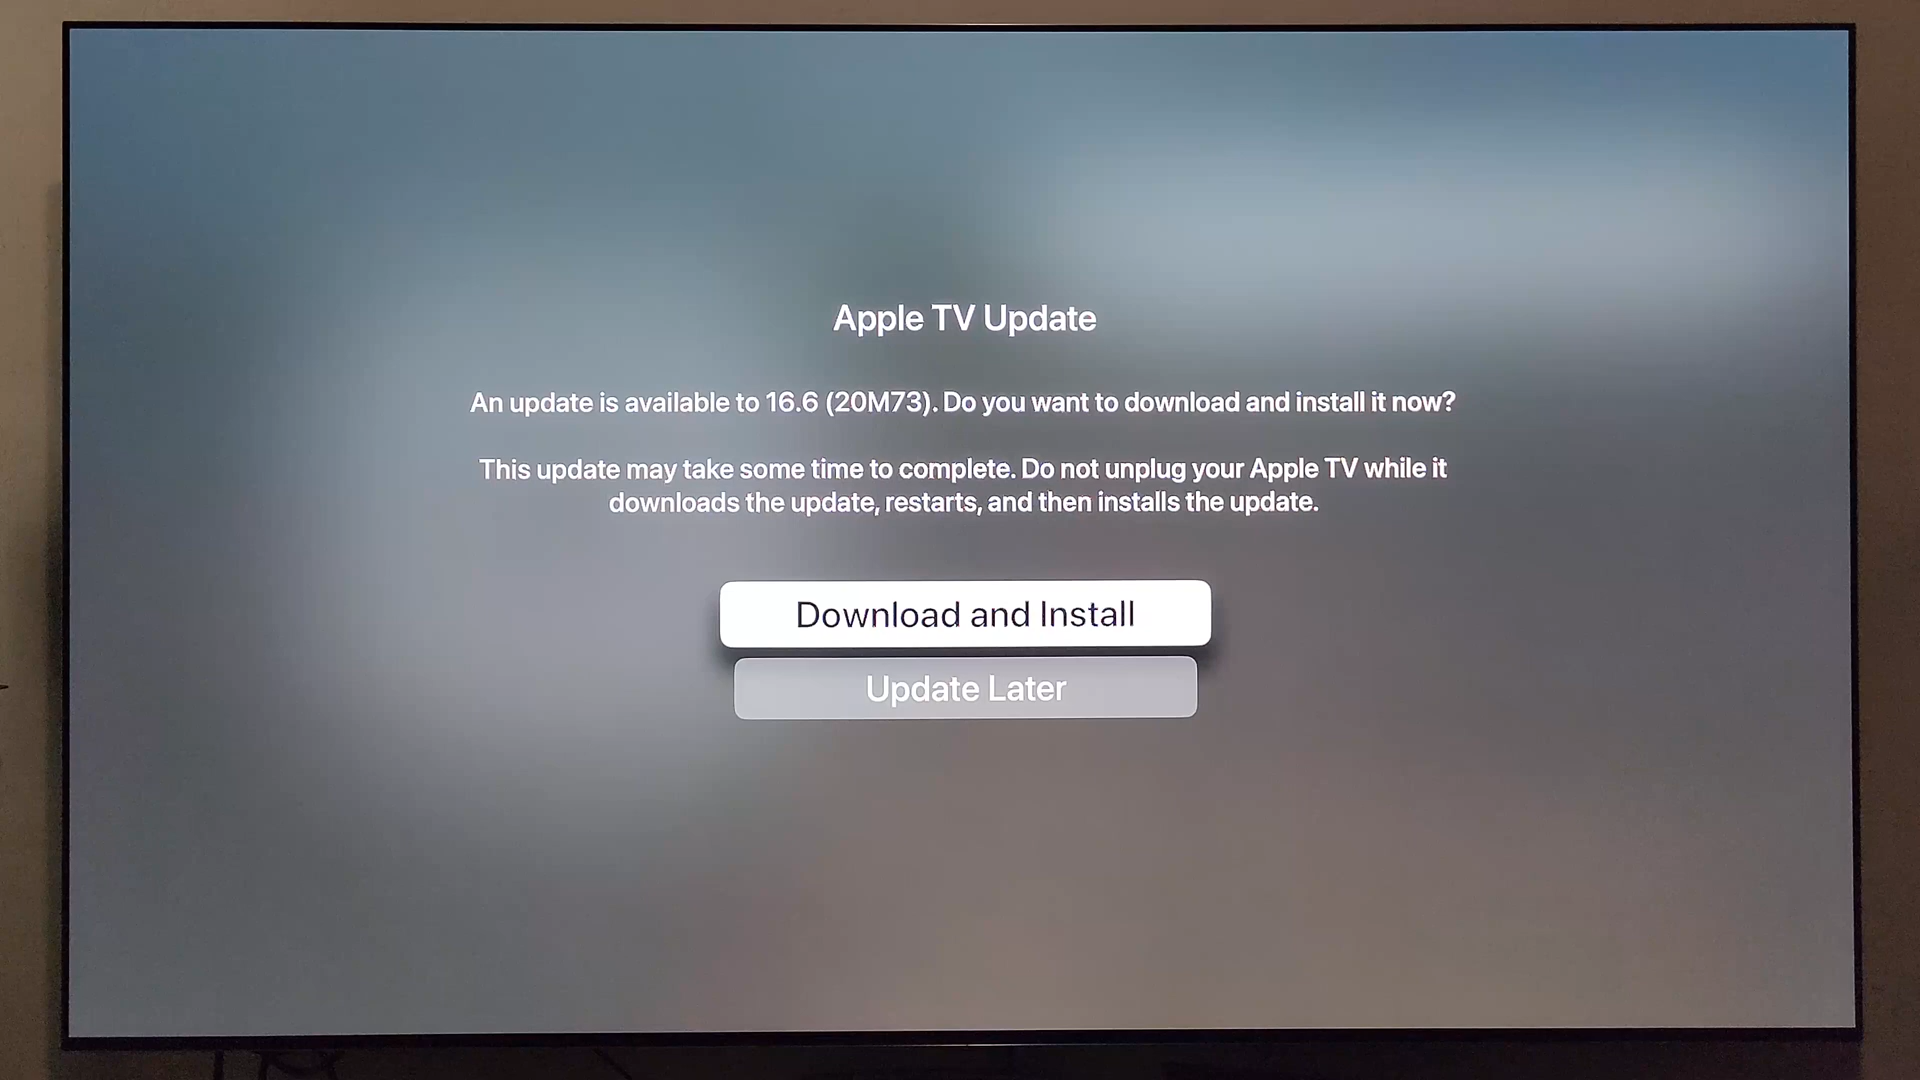 Apple TV Update
An update is available to 16.6 (20M73). Do you want to download and install it now?
This update may take some time to complete. Do not unplug your Apple TV while it
downloads the update, restarts, and then installs the update.
Download and Install
Update Later